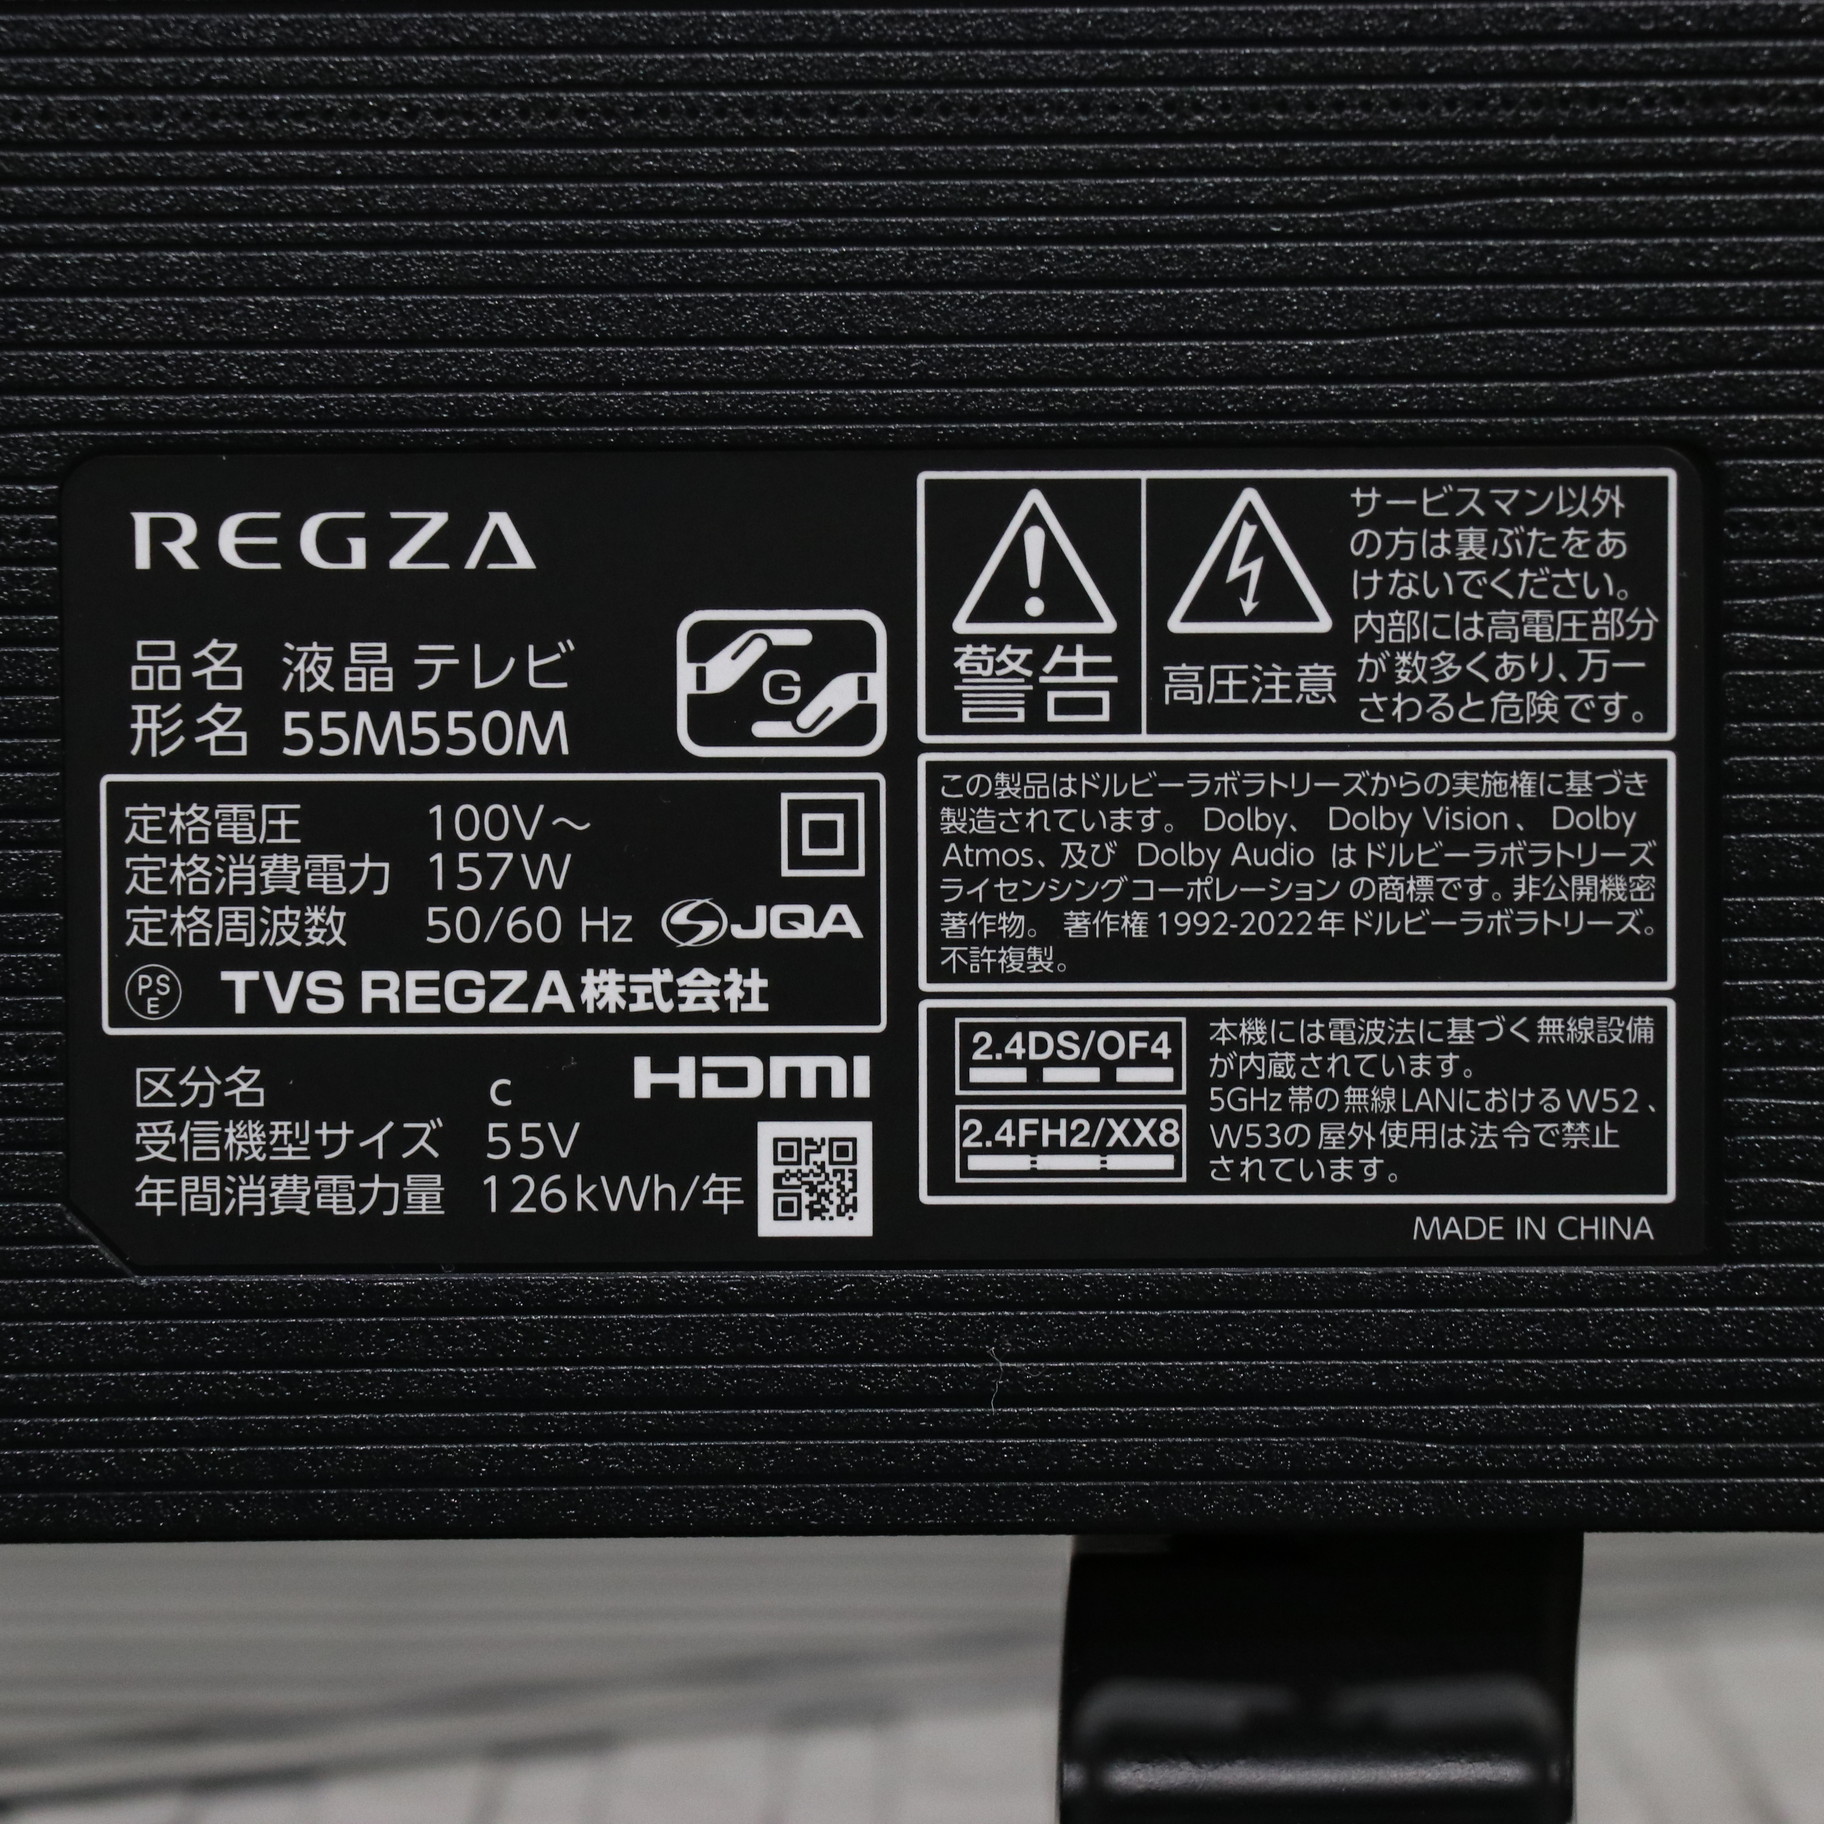 REGZA
品名 液晶テレビ
形名 55M550M
G
定格電圧 100V～
定格消費電力 157W
定格周波数 50/60 Hz
JQA
PS
E
TVS REGZA株式会社
区分名 c
HDMI
受信機型サイズ 55V
年間消費電力量 126kWh/年
警告
高圧注意
サービスマン以外
の方は裏ぶたをあ
けないでください。
内部には高電圧部分
が数多くあり、万一
さわると危険です。
この製品はドルビーラボラトリーズからの実施権に基づき
製造されています。 Dolby、 Dolby Vision、 Dolby
Atmos、及び Dolby Audio はドルビーラボラトリーズ
ライセンシングコーポレーションの商標です。非公開機密
著作物。 著作権 1992-2022年ドルビーラボラトリーズ。
不許複製。
2.4DS/OF4
2.4FH2/XX8
本機には電波法に基づく無線設備
が内蔵されています。
5GHz帯の無線LANにおけるW52、
W53の屋外使用は法令で禁止
されています。
MADE IN CHINA